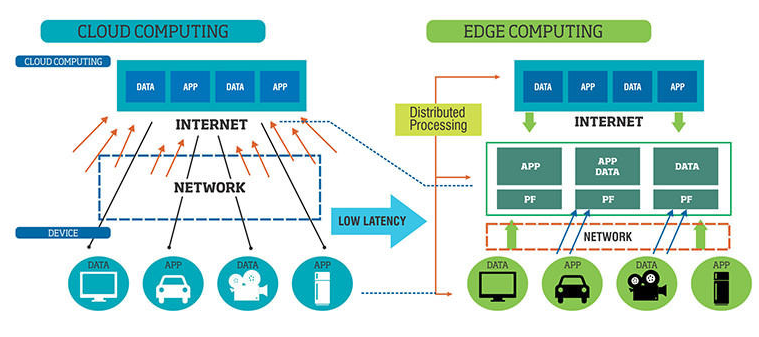 CLOUD COMPUTING
CLOUD COMPUTING
DATA APP DATA APP
INTERNET
NETWORK
DEVICE
DATA APP DATA APP
LOW LATENCY
Distributed
Processing
EDGE COMPUTING
DATA APP DATA APP
INTERNET
APP
APP
DATA
DATA
PF PF PF
NETWORK
DATA APP DATA APP